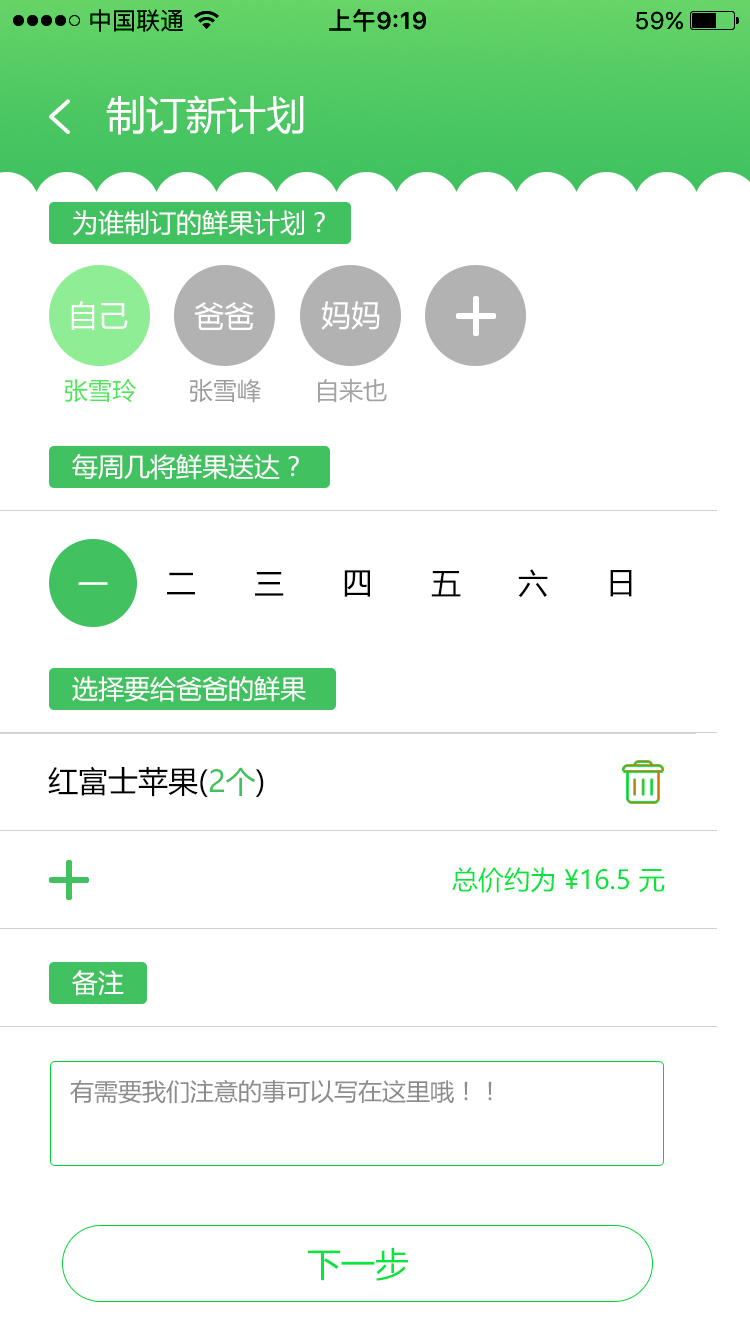 中国联通 上午9:19 59%
制订新计划
为谁制订的鲜果计划？
自己 爸爸 妈妈
张雪玲 张雪峰 自来也
每周几将鲜果送达？
一 二 三 四 五 六 日
选择要给爸爸的鲜果
红富士苹果(2个)
总价约为 ¥16.5 元
备注
有需要我们注意的事可以写在这里哦！！
下一步